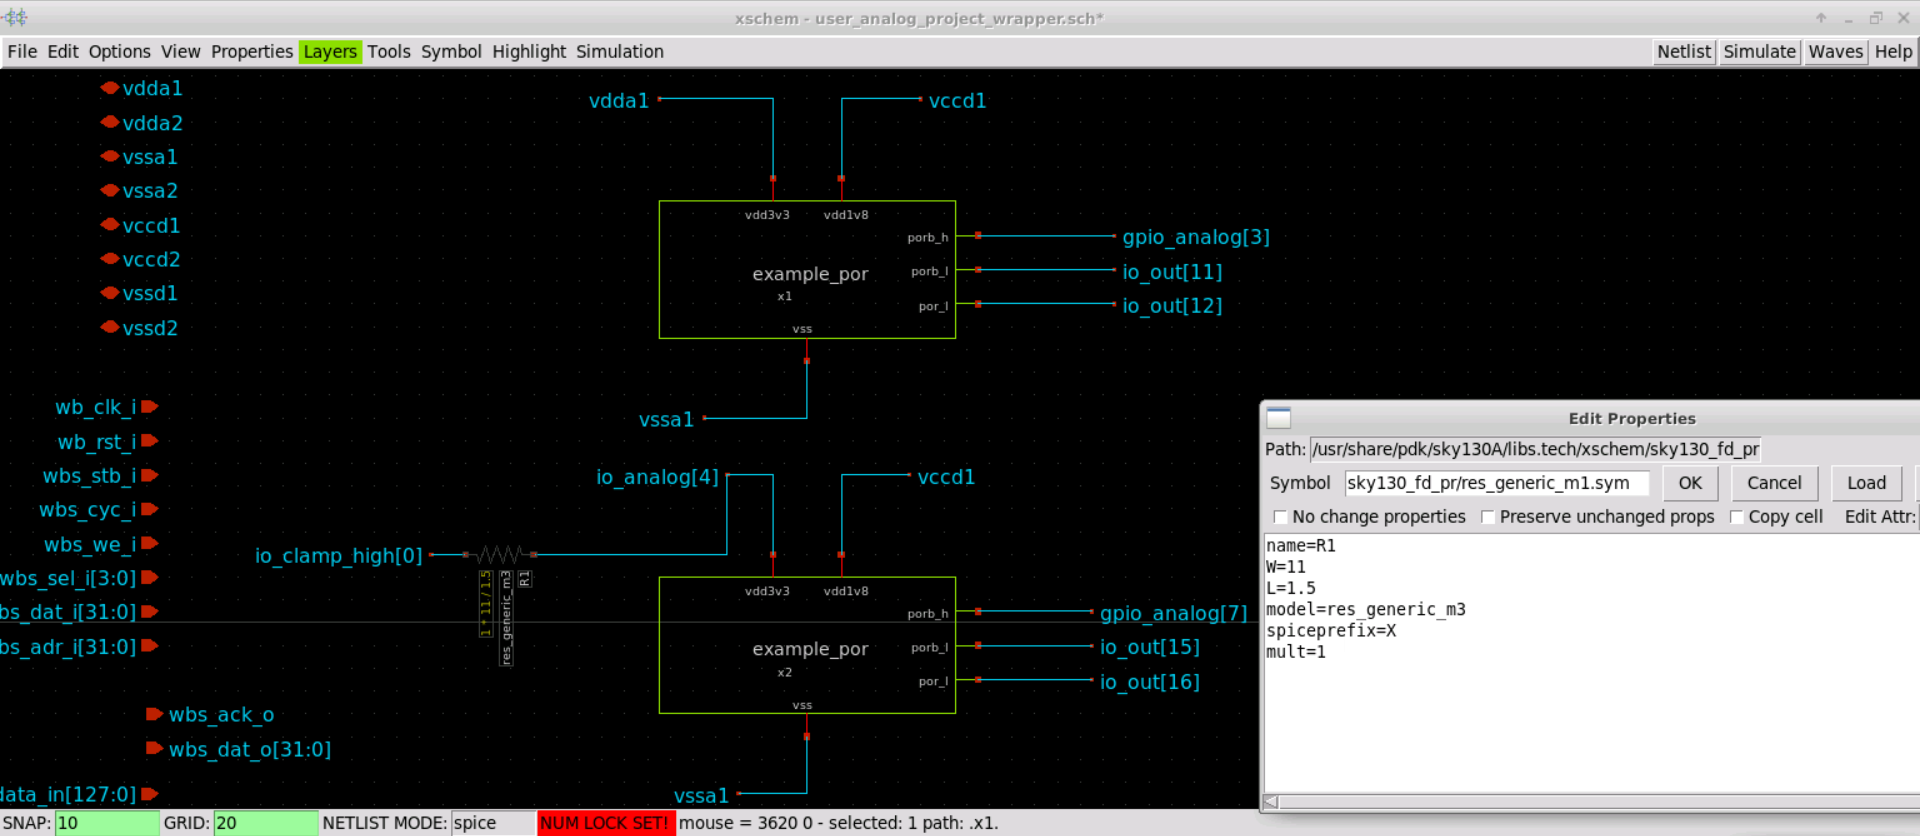 xschem - user_analog_project_wrapper.sch*
File Edit Options View Properties Layers Tools Symbol Highlight Simulation Netlist Simulate Waves Help
vdda1
vdda2
vssa1
vssa2
vccd1
vccd2
vssd1
vssd2
vdda1 vccd1
vdd3v3 vdd1v8
porb_h gpio_analog[3]
example_por porb_l io_out[11]
x1
por_l io_out[12]
vss
vssa1
wb_clk_i
wb_rst_i
wbs_stb_i
wbs_cyc_i
wbs_we_i
wbs_sel_i[3:0]
bs_dat_i[31:0]
bs_adr_i[31:0]
wbs_ack_o
wbs_dat_o[31:0]
data_in[127:0]
io_analog[4] vccd1
io_clamp_high[0]
1 * 11 / 1.5
res_generic_m3
R1
vdd3v3 vdd1v8
porb_h gpio_analog[7]
example_por porb_l io_out[15]
x2
por_l io_out[16]
vss
vssa1
Edit Properties
Path: /usr/share/pdk/sky130A/libs.tech/xschem/sky130_fd_pr
Symbol sky130_fd_pr/res_generic_m1.sym OK Cancel Load
No change properties Preserve unchanged props Copy cell Edit Attr:
name=R1
W=11
L=1.5
model=res_generic_m3
spiceprefix=X
mult=1
SNAP: 10 GRID: 20 NETLIST MODE: spice NUM LOCK SET! mouse = 3620 0 - selected: 1 path: .x1.